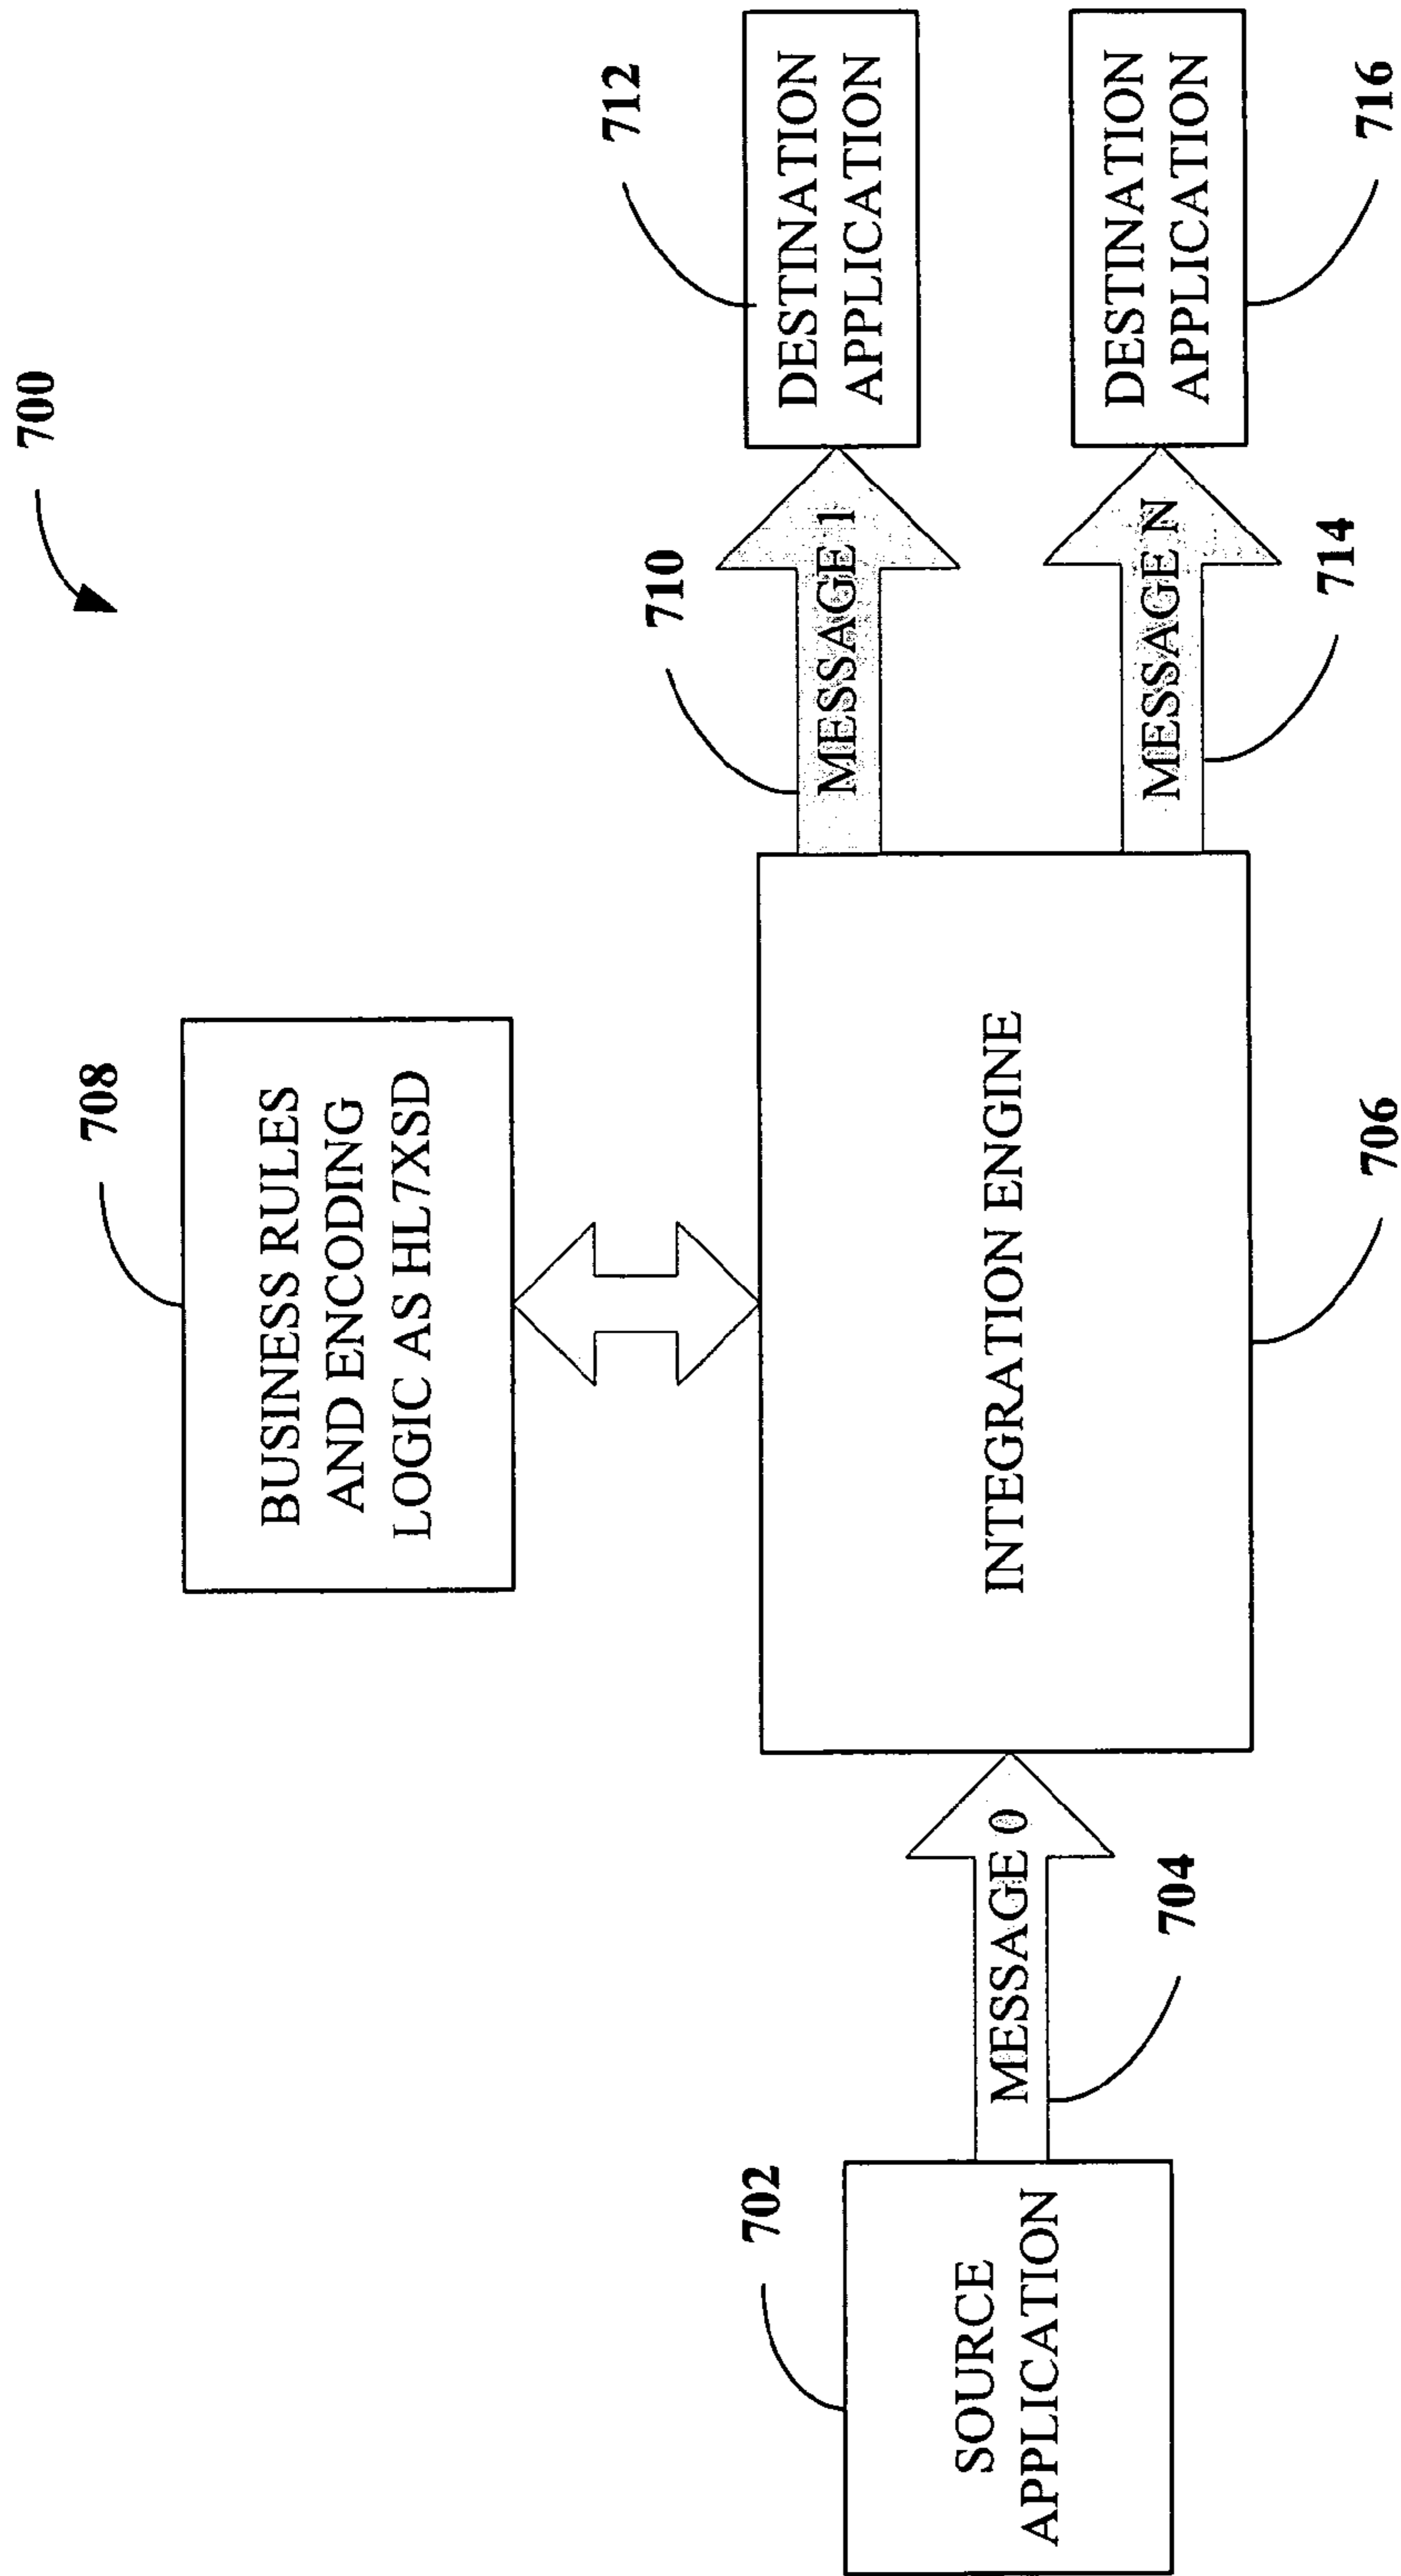 700
708
BUSINESS RULES
AND ENCODING
LOGIC AS HL7XSD
702
SOURCE
APPLICATION
MESSAGE 0
704
INTEGRATION ENGINE
706
710
MESSAGE 1
712
DESTINATION
APPLICATION
MESSAGE N
714
DESTINATION
APPLICATION
716